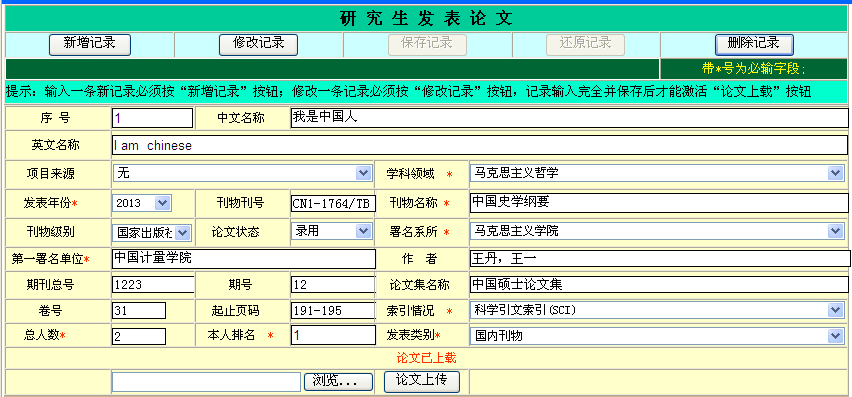 研 究 生 发 表 论 文
新增记录 修改记录 保存记录 还原记录 删除记录
带*号为必输字段:
提示: 输入一条新记录必须按“新增记录”按钮; 修改一条记录必须按“修改记录”按钮, 记录输入完全并保存后才能激活“论文上载”按钮
序 号 1 中文名称 我是中国人
英文名称 I am chinese
项目来源 无 学科领域 * 马克思主义哲学
发表年份* 2013 刊物刊号 CN1-1764/TB 刊物名称 * 中国史学纲要
刊物级别 国家出版社 论文状态 录用 署名系所 * 马克思主义学院
第一署名单位* 中国计量学院 作 者 王丹, 王一
期刊总号 1223 期号 12 论文集名称 中国硕士论文集
卷号 31 起止页码 191-195 索引情况 * 科学引文索引(SCI)
总人数* 2 本人排名 * 1 发表类别* 国内刊物
论文已上载
浏览... 论文上传